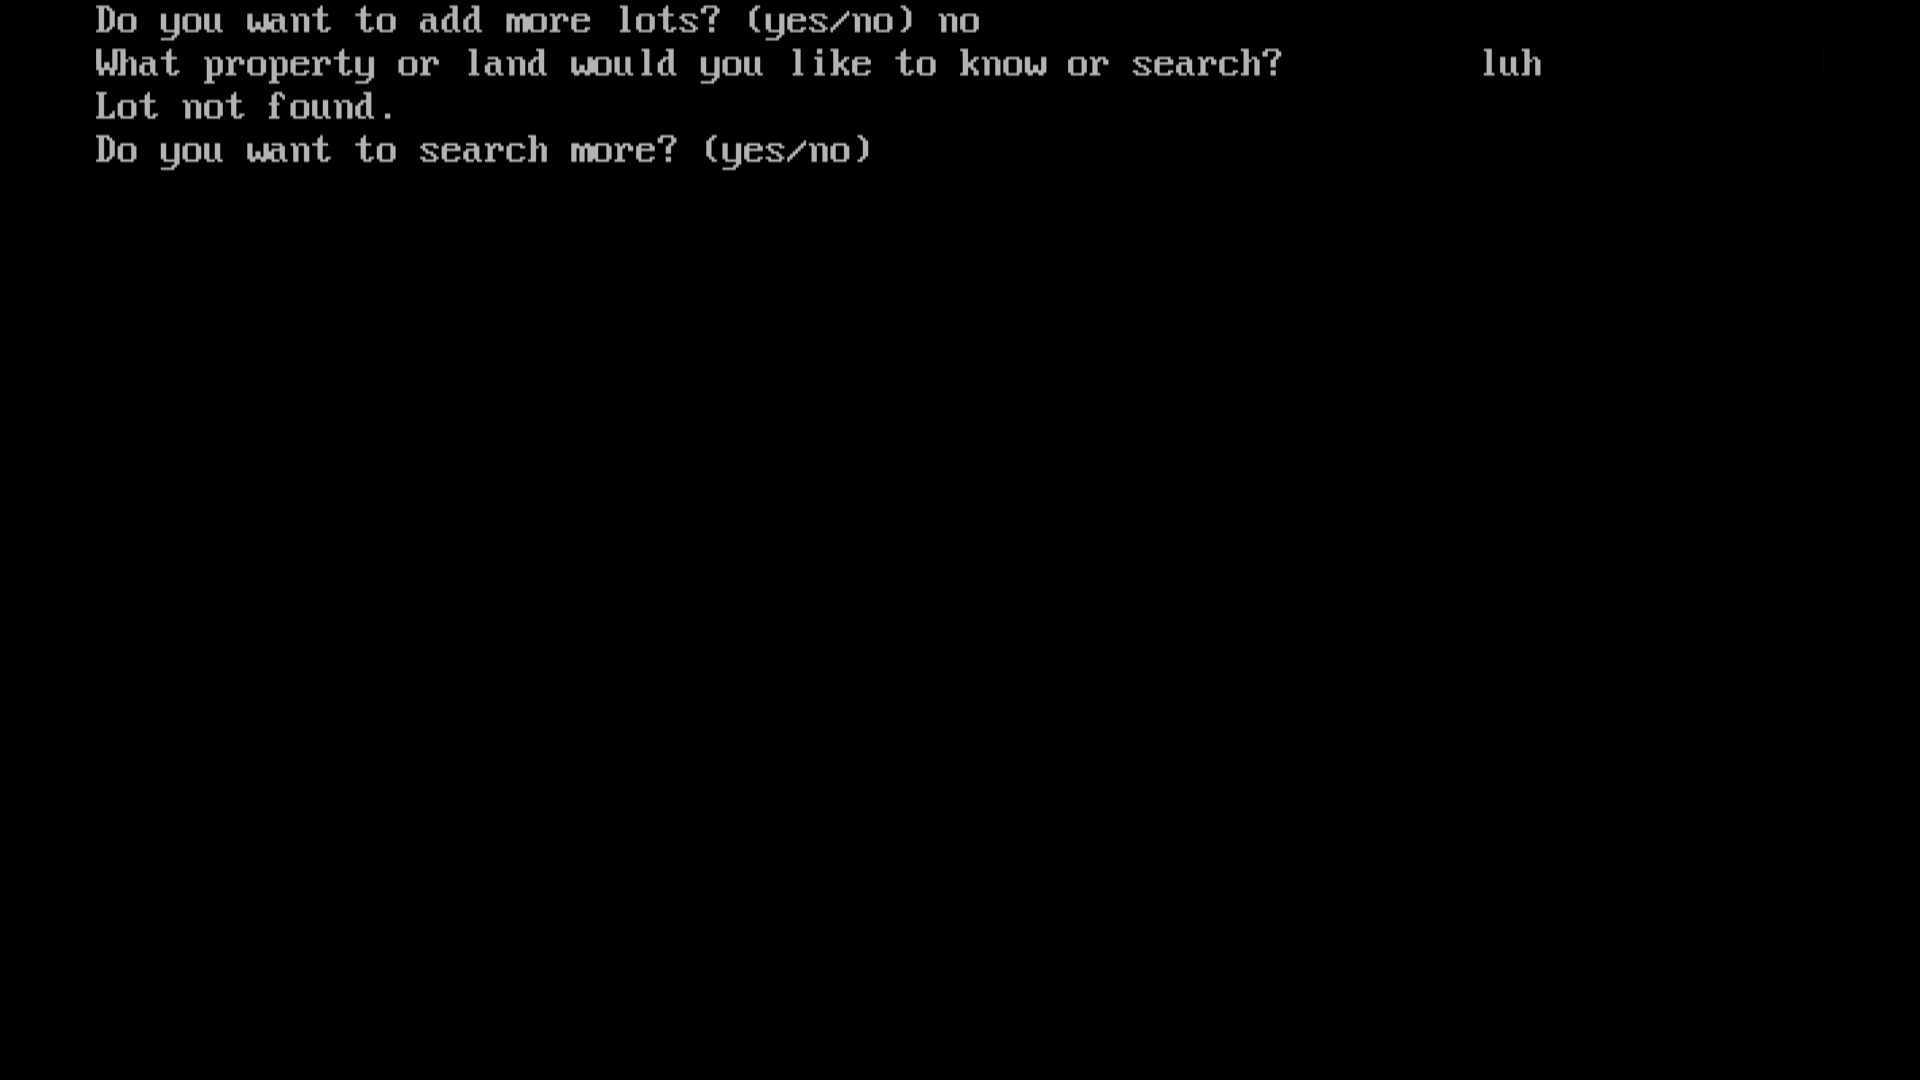 Do you want to add more lots? (yes/no) no
What property or land would you like to know or search?         luh
Lot not found.
Do you want to search more? (yes/no)